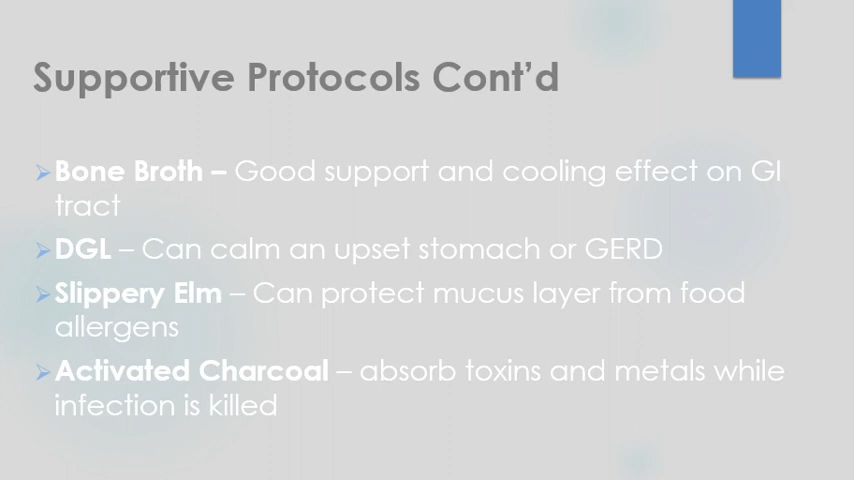 Supportive Protocols Cont’d
➢Bone Broth – Good support and cooling effect on GI
tract
➢DGL – Can calm an upset stomach or GERD
➢Slippery Elm – Can protect mucus layer from food
allergens
➢Activated Charcoal – absorb toxins and metals while
infection is killed